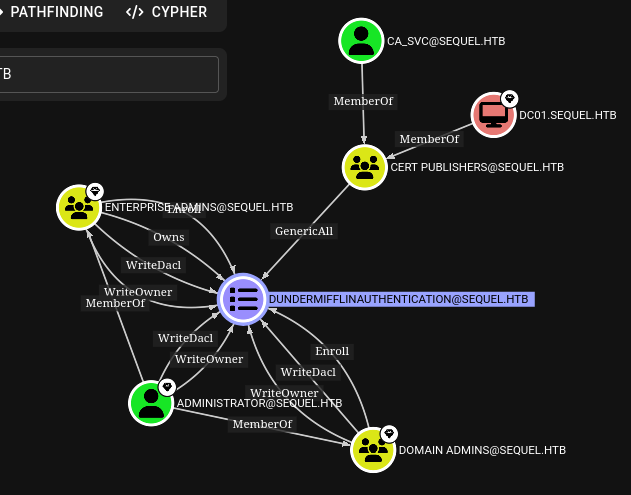 PATHFINDING
</> CYPHER
TB
CA_SVC@SEQUEL.HTB
MemberOf
DC01.SEQUEL.HTB
MemberOf
CERT PUBLISHERS@SEQUEL.HTB
ENTERPRISE ADMINS@SEQUEL.HTB
Enroll
GenericAll
Owns
WriteDacl
WriteOwner
MemberOf
DUNDERMIFFLINAUTHENTICATION@SEQUEL.HTB
WriteDacl
WriteOwner
Enroll
WriteDacl
WriteOwner
ADMINISTRATOR@SEQUEL.HTB
MemberOf
DOMAIN ADMINS@SEQUEL.HTB